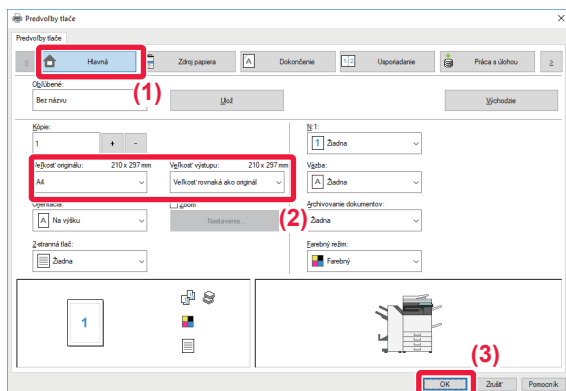 Predvoľby tlače
Predvoľby tlače
Hlavná Zdroj papiera Dokončenie Usporiadanie Práca s úlohou
(1)
Obľúbené:
Bez názvu Ulož Východzie
Kópie: N:1:
1 + - 1 Žiadna
Veľkosť originálu: 210 x 297 mm Veľkosť výstupu: 210 x 297 mm Väzba:
A4 Veľkosť rovnaká ako originál A Žiadna
Orientácia: Zoom Archivovanie dokumentov:
A Na výšku Nastavenie... (2) Žiadna
2-stranná tlač: Farebný režim:
Žiadna Farebný
1
(3)
OK Zrušiť Pomocník